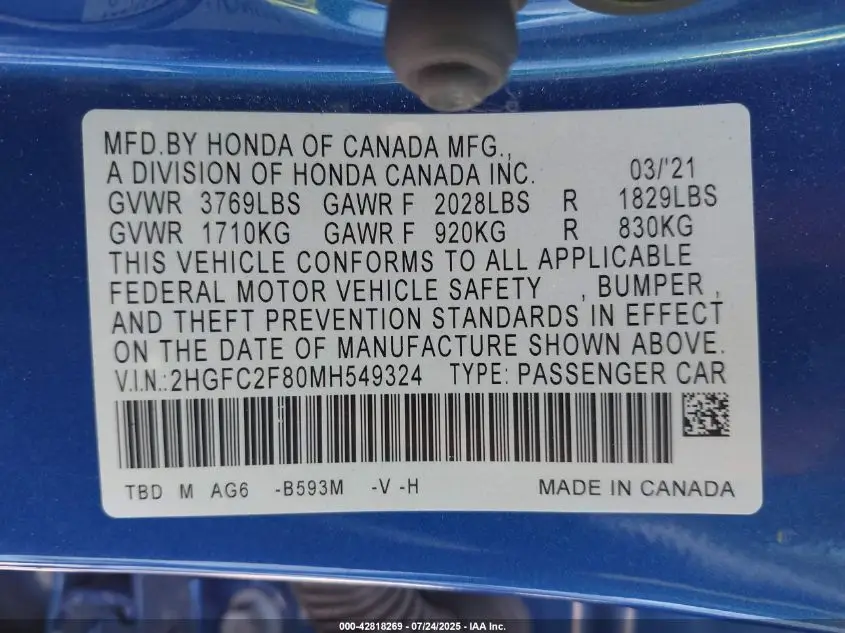 MFD.BY HONDA OF CANADA MFG.,
A DIVISION OF HONDA CANADA INC. 03/'21
GVWR 3769LBS GAWR F 2028LBS R 1829LBS
GVWR 1710KG GAWR F 920KG R 830KG
THIS VEHICLE CONFORMS TO ALL APPLICABLE
FEDERAL MOTOR VEHICLE SAFETY , BUMPER ,
AND THEFT PREVENTION STANDARDS IN EFFECT
ON THE DATE OF MANUFACTURE SHOWN ABOVE.
V.I.N.:2HGFC2F80MH549324 TYPE: PASSENGER CAR
TBD M AG6 -B593M -V -H MADE IN CANADA
000-42818269 - 07/24/2025 - IAA Inc.